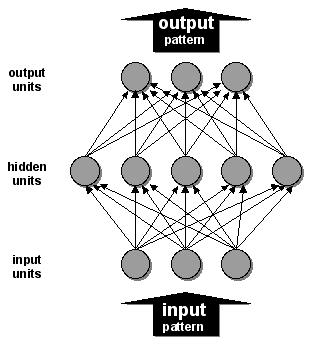 output
pattern
output
units
hidden
units
input
units
input
pattern